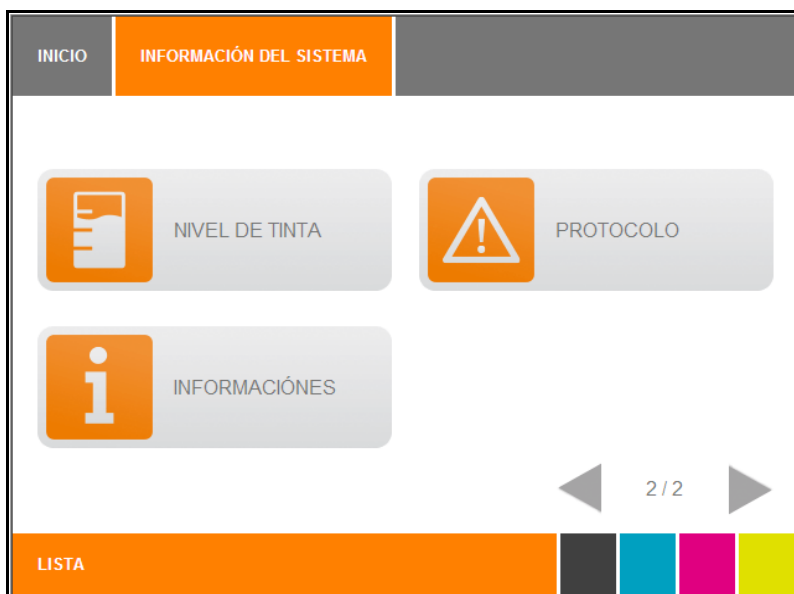 INICIO
INFORMACIÓN DEL SISTEMA
NIVEL DE TINTA
PROTOCOLO
INFORMACIÓNES
2 / 2
LISTA